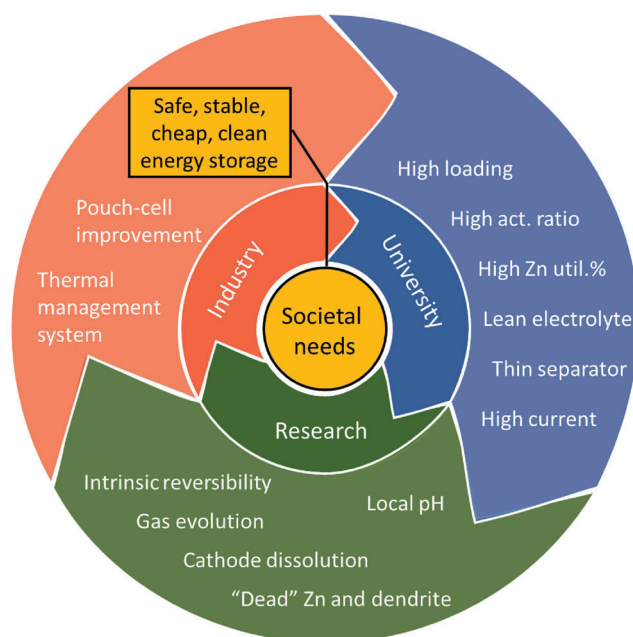 Safe, stable,
cheap, clean
energy storage
Pouch-cell
improvement
Thermal
management
system
Industry
University
Societal
needs
Research
High loading
High act. ratio
High Zn util.%
Lean electrolyte
Thin separator
High current
Intrinsic reversibility
Local pH
Gas evolution
Cathode dissolution
“Dead” Zn and dendrite